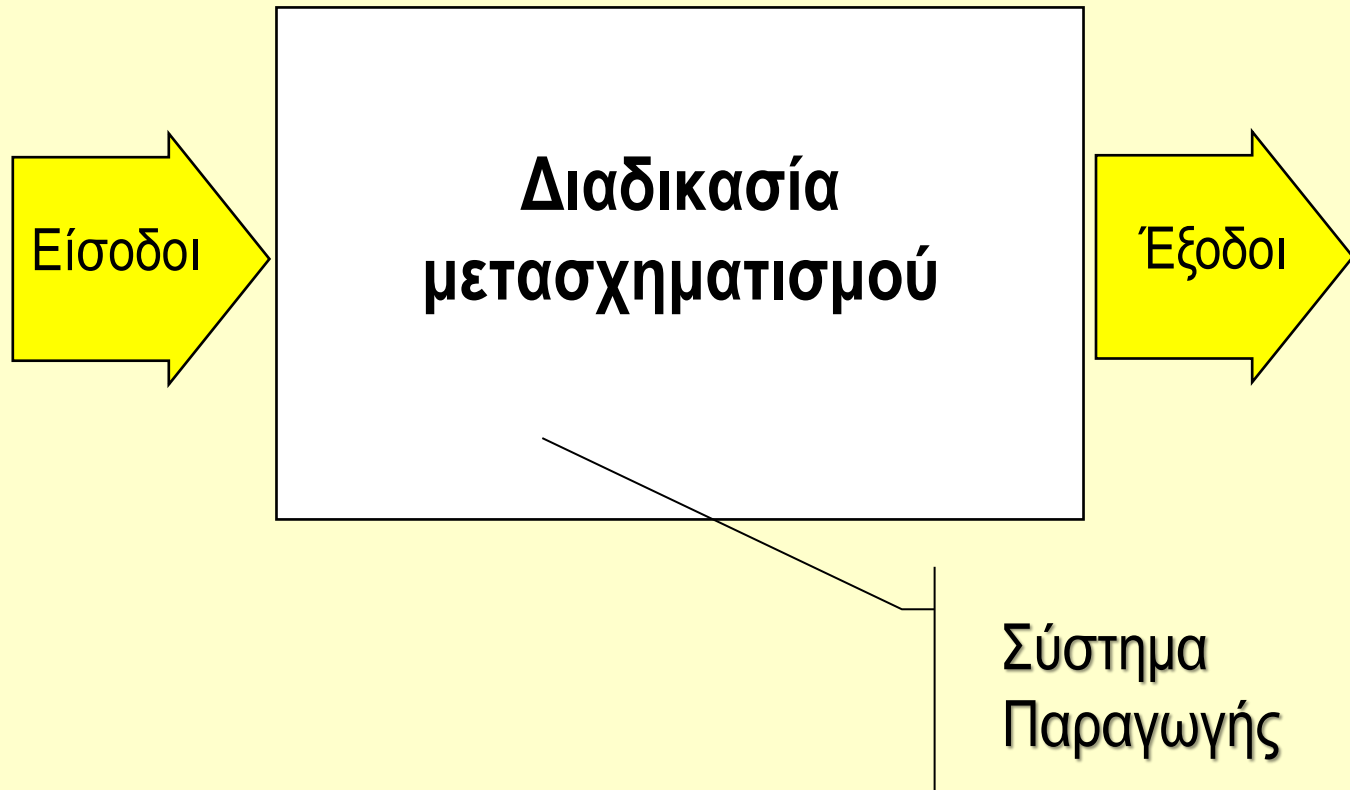 Διαδικασία
μετασχηματισμού
Είσοδοι
Έξοδοι
Σύστημα
Παραγωγής